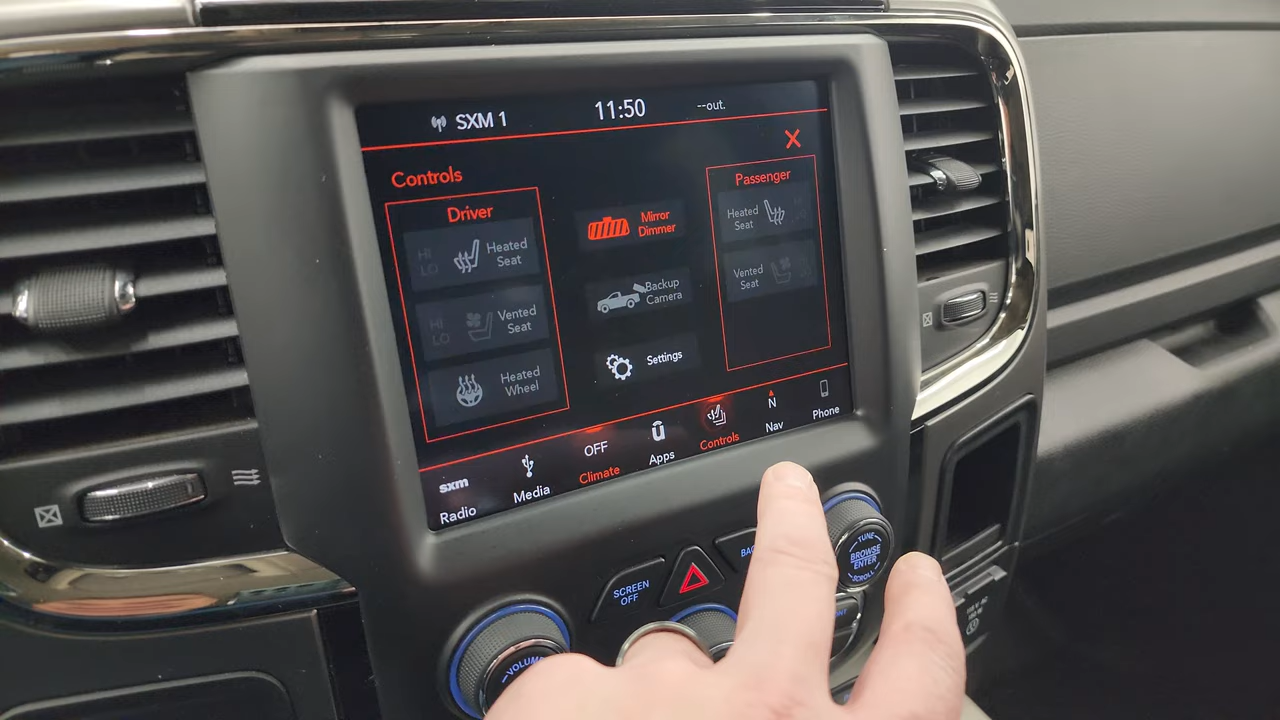 SXM 1
11:50
--out.
Controls
Driver
HI
LO
Heated
Seat
HI
LO
Vented
Seat
Heated
Wheel
Mirror
Dimmer
Backup
Camera
Settings
Passenger
Heated
Seat
Vented
Seat
sxm
Radio
Media
OFF
Climate
Apps
Controls
N
Nav
Phone
SCREEN
OFF
TUNE
BROWSE
ENTER
SCROLL
VOLUME